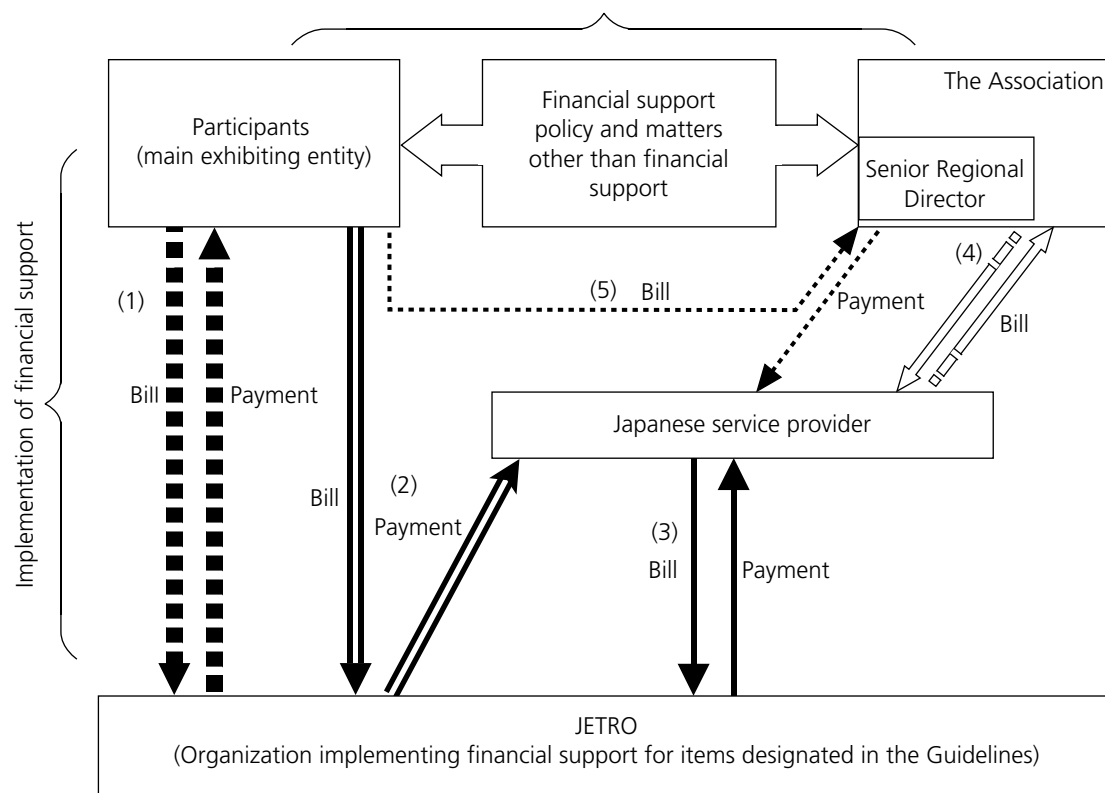 Participants
(main exhibiting entity)
Financial support
policy and matters
other than financial
support
The Association
Senior Regional
Director
Implementation of financial support
(1)
Bill
Payment
Bill
(2)
Payment
(5) Bill
Payment
(4)
Bill
Japanese service provider
(3)
Bill
Payment
JETRO
(Organization implementing financial support for items designated in the Guidelines)